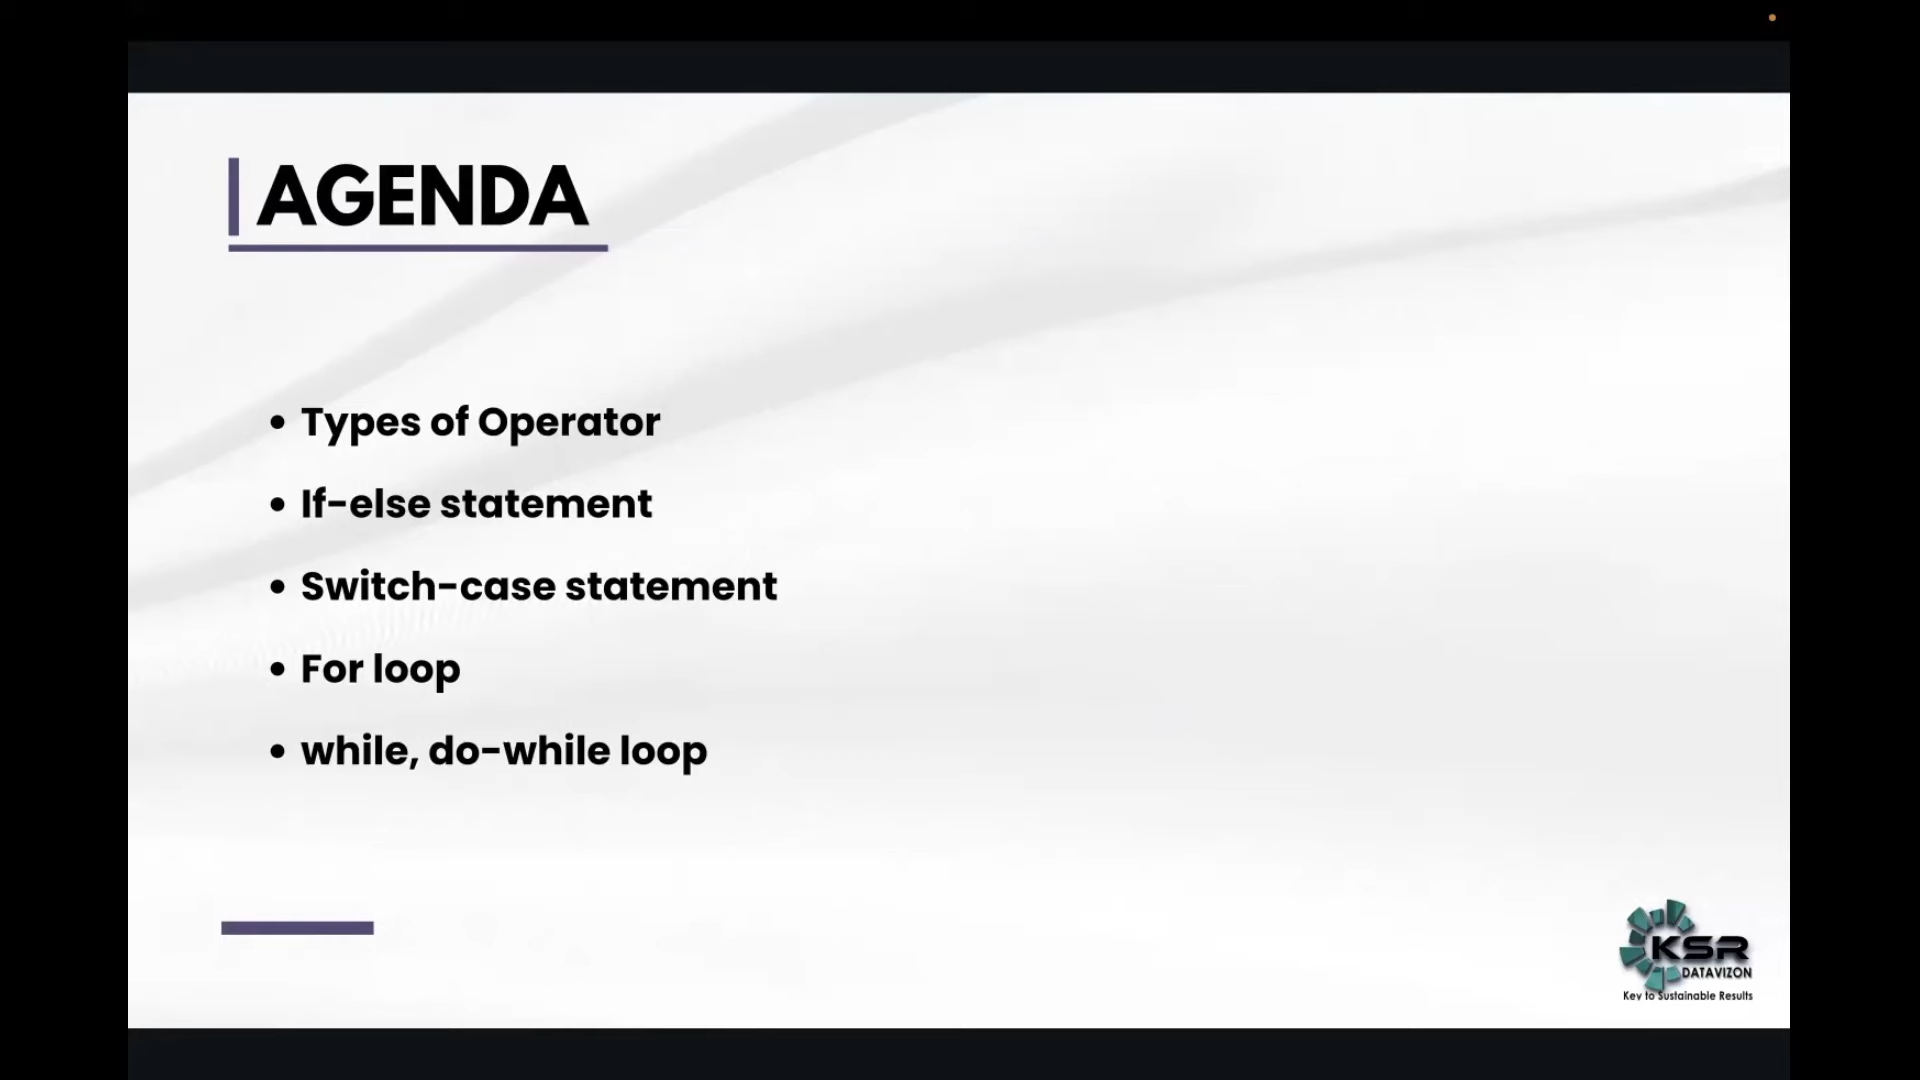 AGENDA
• Types of Operator
• If-else statement
• Switch-case statement
• For loop
• while, do-while loop
KSR
DATAVIZON
Key to Sustainable Results